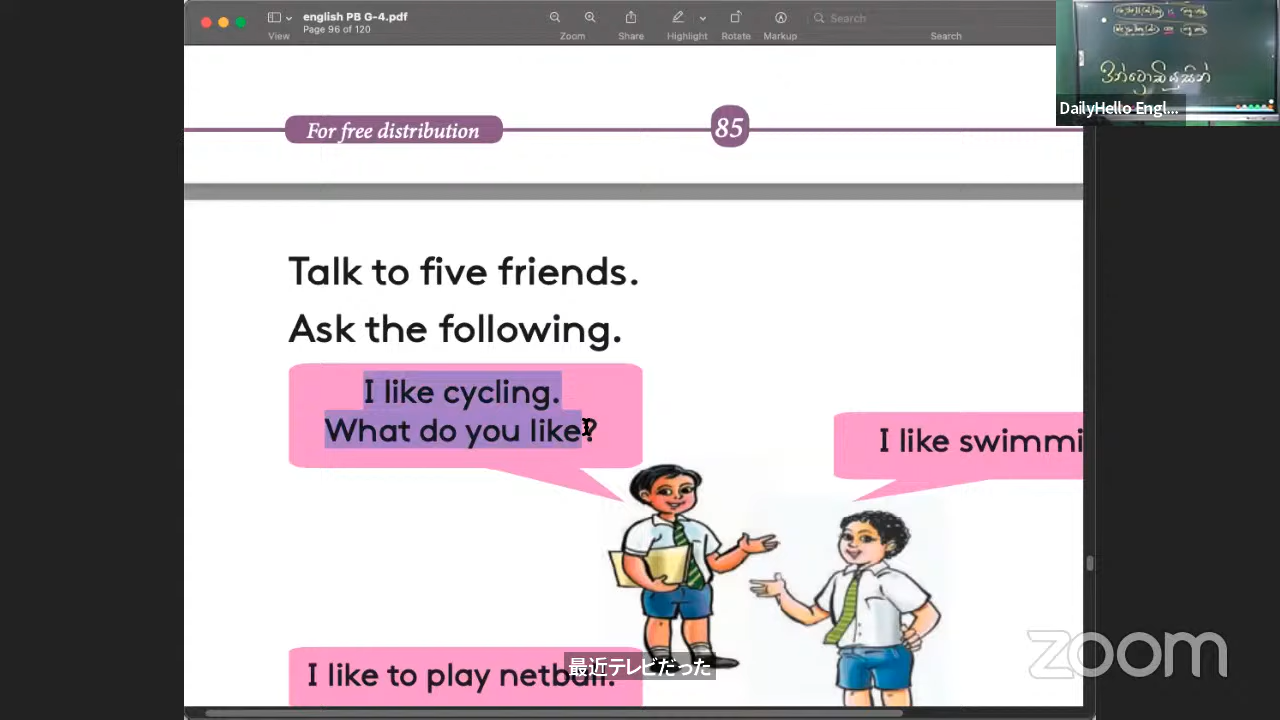 english PB G-4.pdf
Page 96 of 120
View
Zoom
Share
Highlight
Rotate
Markup
Search
Search
DailyHello Engl...
For free distribution
85
Talk to five friends.
Ask the following.
I like cycling.
What do you like?
I like swimmi
I like to play netball.
最近テレビだった
zoom